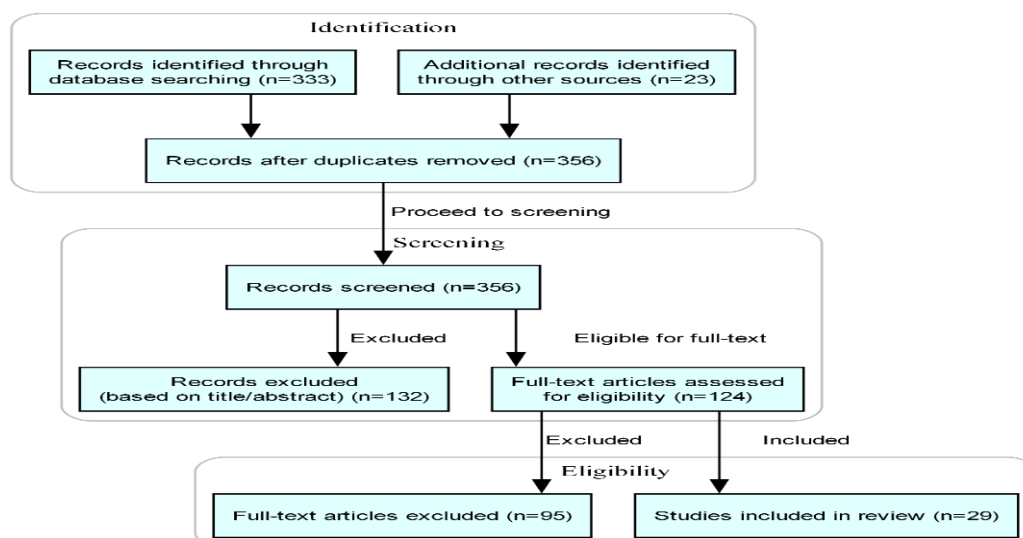 Identification
Records identified through
database searching (n=333)
Additional records identified
through other sources (n=23)
Records after duplicates removed (n=356)
Proceed to screening
Screening
Records screened (n=356)
Excluded
Eligible for full-text
Records excluded
(based on title/abstract) (n=132)
Full-text articles assessed
for eligibility (n=124)
Excluded
Included
Eligibility
Full-text articles excluded (n=95)
Studies included in review (n=29)